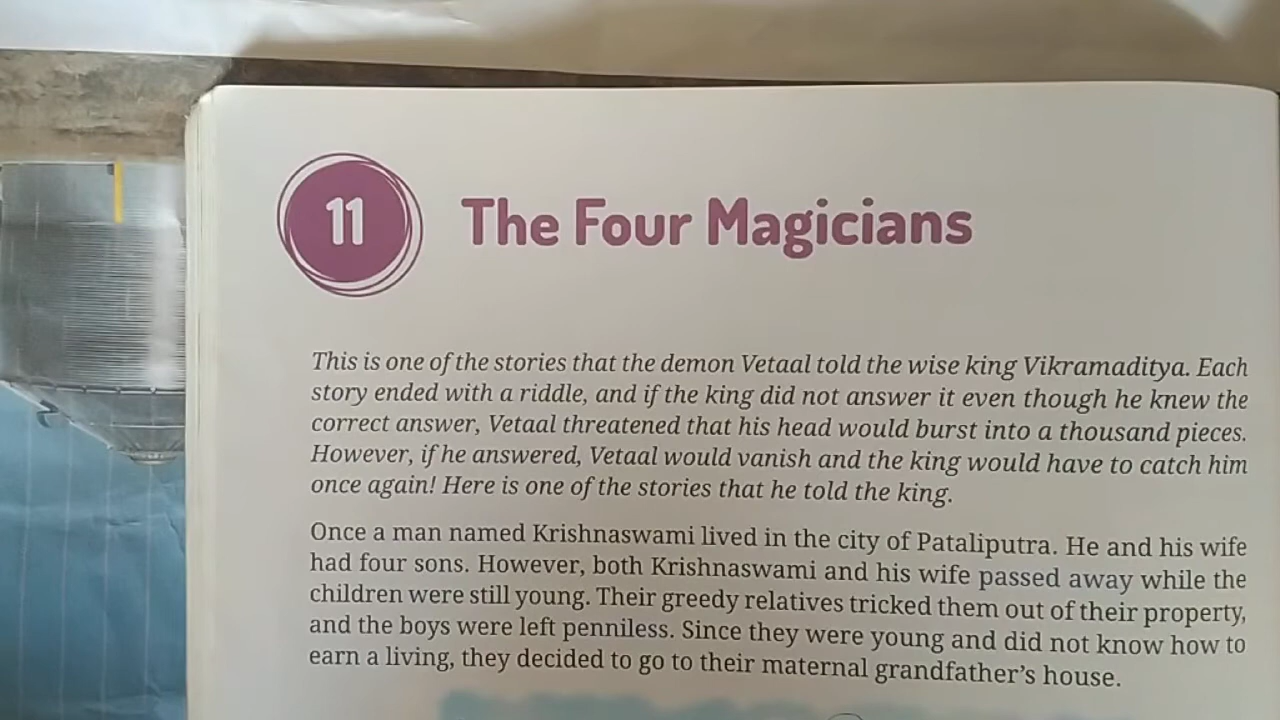 11
The Four Magicians
This is one of the stories that the demon Vetaal told the wise king Vikramaditya. Each
story ended with a riddle, and if the king did not answer it even though he knew the
correct answer, Vetaal threatened that his head would burst into a thousand pieces.
However, if he answered, Vetaal would vanish and the king would have to catch him
once again! Here is one of the stories that he told the king.
Once a man named Krishnaswami lived in the city of Pataliputra. He and his wife
had four sons. However, both Krishnaswami and his wife passed away while the
children were still young. Their greedy relatives tricked them out of their property,
and the boys were left penniless. Since they were young and did not know how to
earn a living, they decided to go to their maternal grandfather's house.